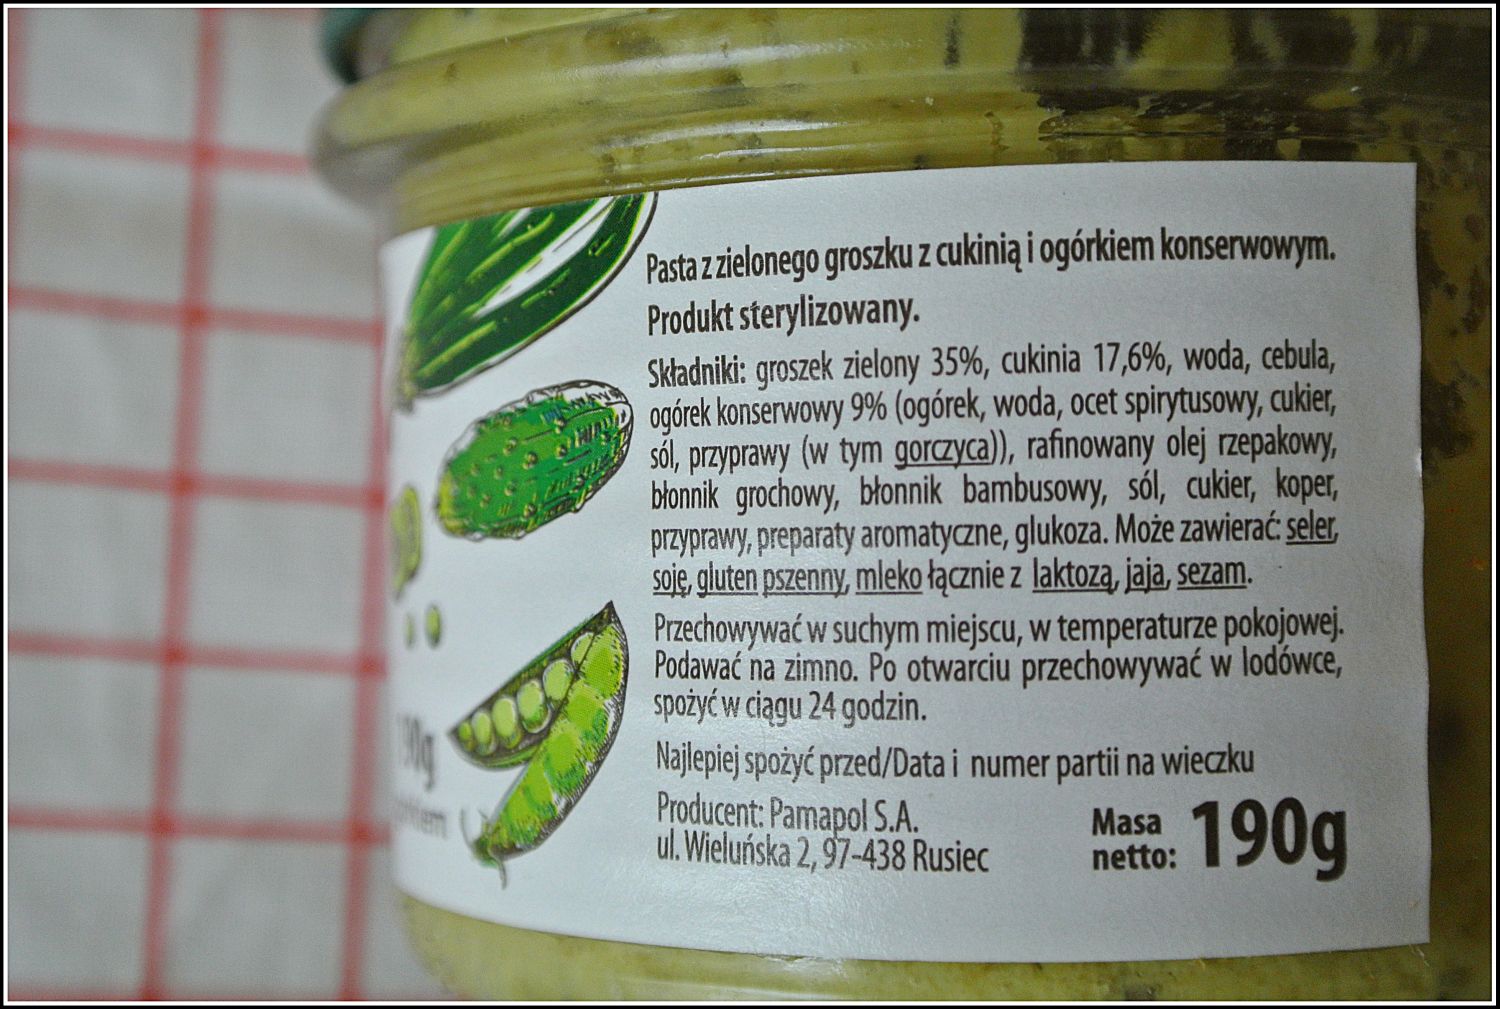 Pasta z zielonego groszku z cukinią i ogórkiem konserwowym.
Produkt sterylizowany.
Składniki: groszek zielony 35%, cukinia 17,6%, woda, cebula,
ogórek konserwowy 9% (ogórek, woda, ocet spirytusowy, cukier,
sól, przyprawy (w tym gorczyca)), rafinowany olej rzepakowy,
błonnik grochowy, błonnik bambusowy, sól, cukier, koper,
przyprawy, preparaty aromatyczne, glukoza. Może zawierać: seler,
soję, gluten pszenny, mleko łącznie z laktozą, jaja, sezam.
Przechowywać w suchym miejscu, w temperaturze pokojowej.
Podawać na zimno. Po otwarciu przechowywać w lodówce,
spożyć w ciągu 24 godzin.
Najlepiej spożyć przed/Data i numer partii na wieczku
Producent: Pamapol S.A.
ul. Wieluńska 2, 97-438 Rusiec
Masa netto: 190g